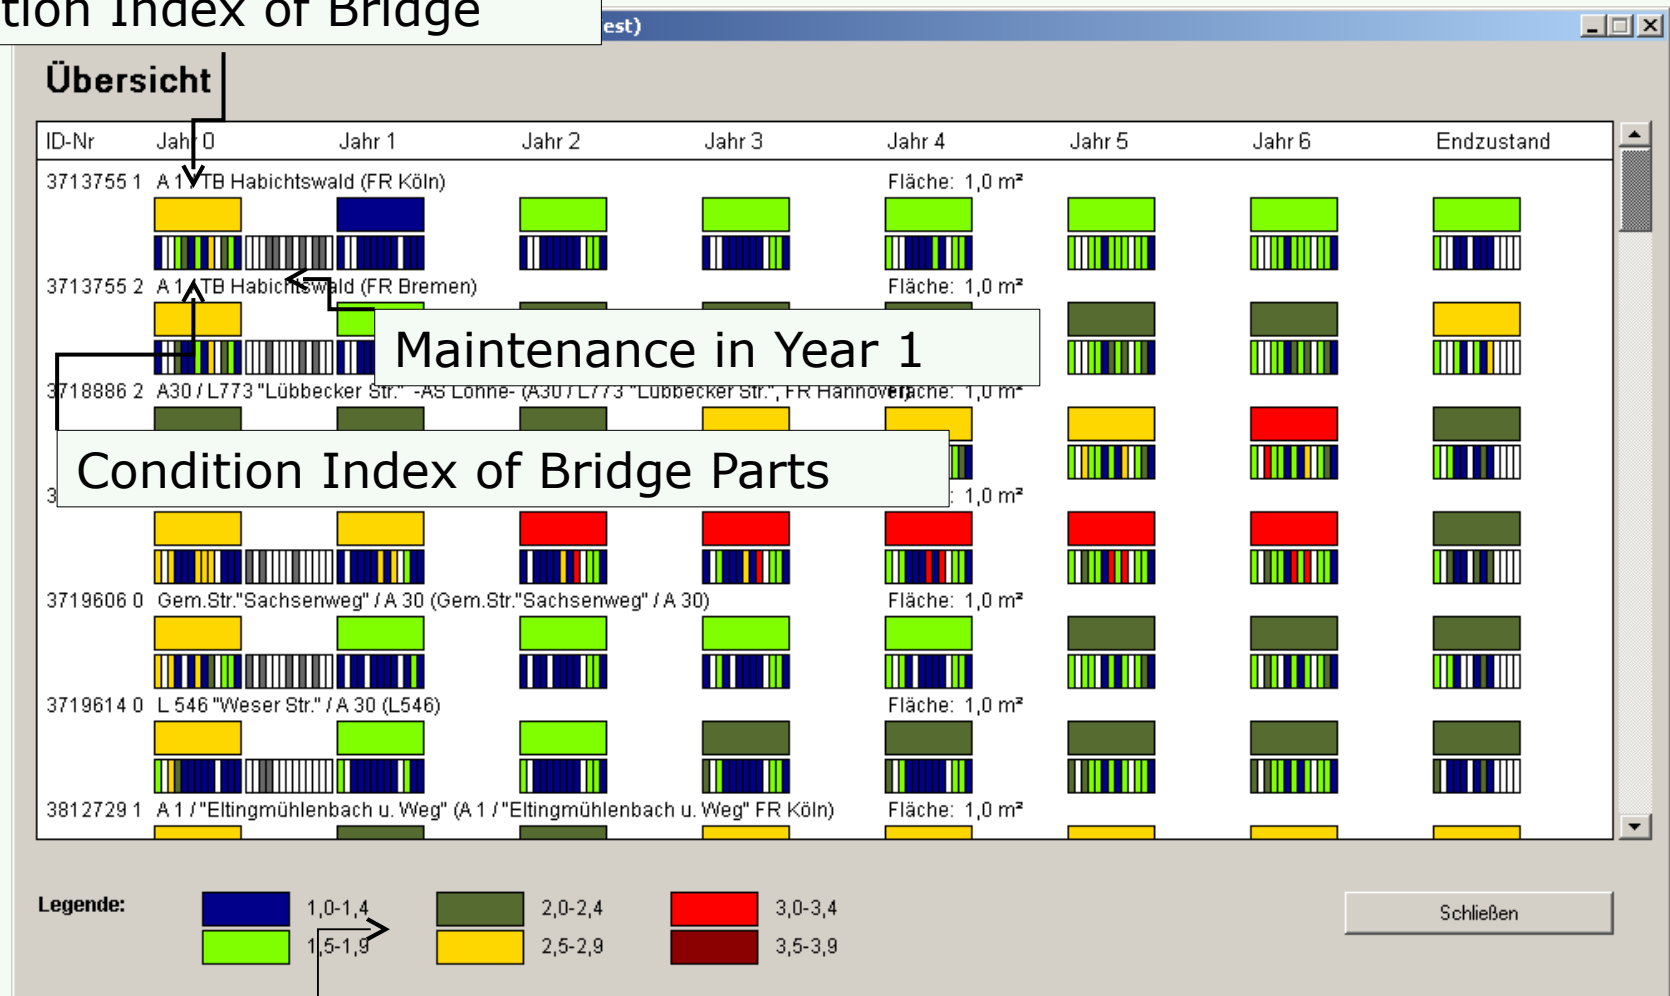 tion Index of Bridge
est)
Übersicht
ID-Nr Jahr 0 Jahr 1 Jahr 2 Jahr 3 Jahr 4 Jahr 5 Jahr 6 Endzustand
3713755 1 A 1 / TB Habichtswald (FR Köln) Fläche: 1,0 m²
3713755 2 A 1 / TB Habichtswald (FR Bremen) Fläche: 1,0 m²
Maintenance in Year 1
3718886 2 A30 / L773 "Lübbecker Str." -AS Löhne- (A30 / L773 "Lübbecker Str.", FR Hannover) Fläche: 1,0 m²
Condition Index of Bridge Parts
3 : 1,0 m²
3719606 0 Gem.Str."Sachsenweg" / A 30 (Gem.Str."Sachsenweg" / A 30) Fläche: 1,0 m²
3719614 0 L 546 "Weser Str." / A 30 (L546) Fläche: 1,0 m²
3812729 1 A 1 / "Eltingmühlenbach u. Weg" (A 1 / "Eltingmühlenbach u. Weg" FR Köln) Fläche: 1,0 m²
Legende: 1,0-1,4 2,0-2,4 3,0-3,4
1,5-1,9 2,5-2,9 3,5-3,9
Schließen